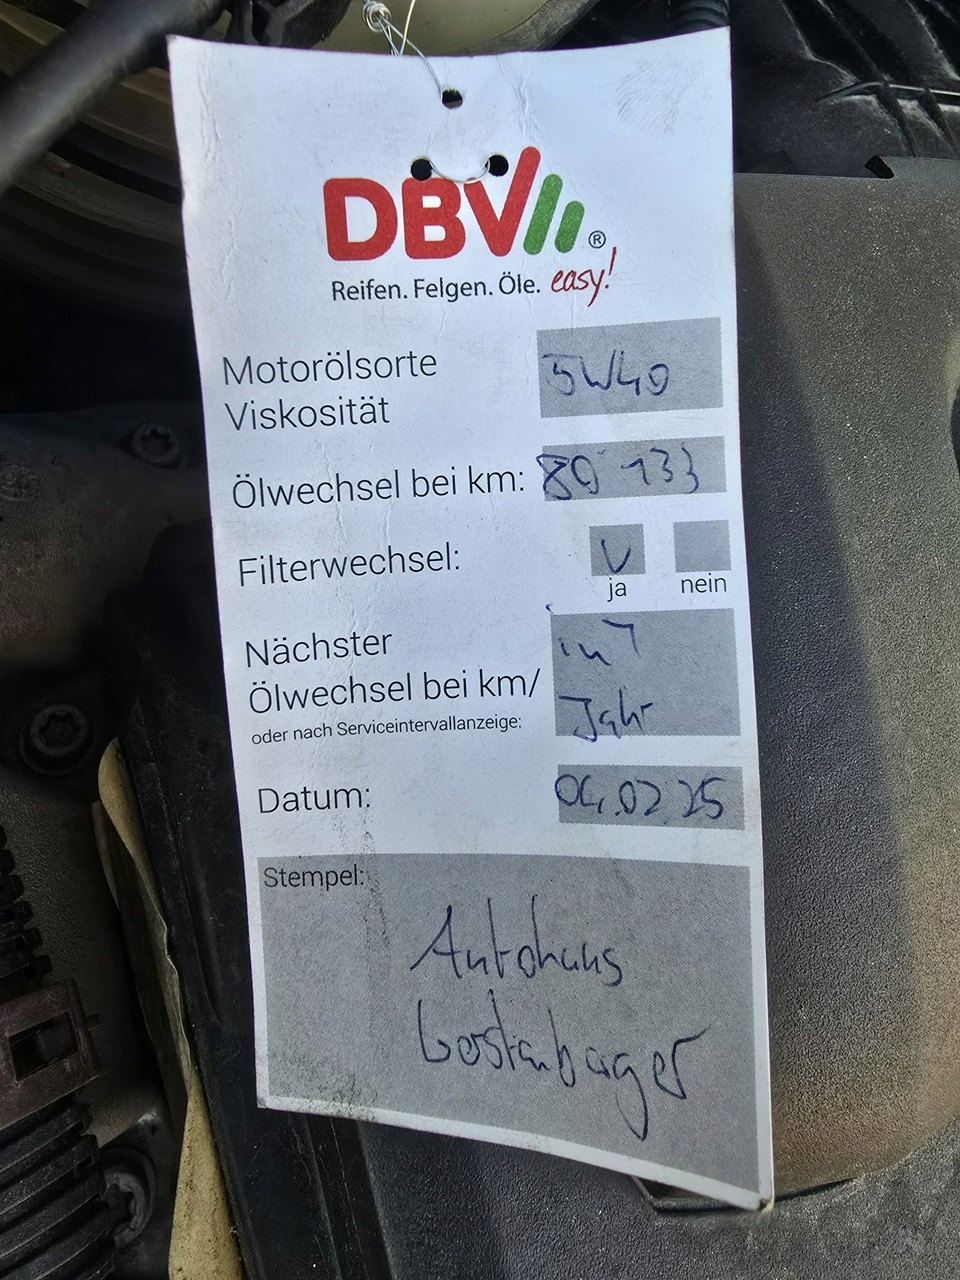 DBV®
Reifen. Felgen. Öle. easy!
Motorölsorte
Viskosität
5W40
Ölwechsel bei km: 80 133
Filterwechsel:
ja nein
Nächster
Ölwechsel bei km/
oder nach Serviceintervallanzeige:
in 1
Jahr
Datum: 04.02 25
Stempel:
Autohaus